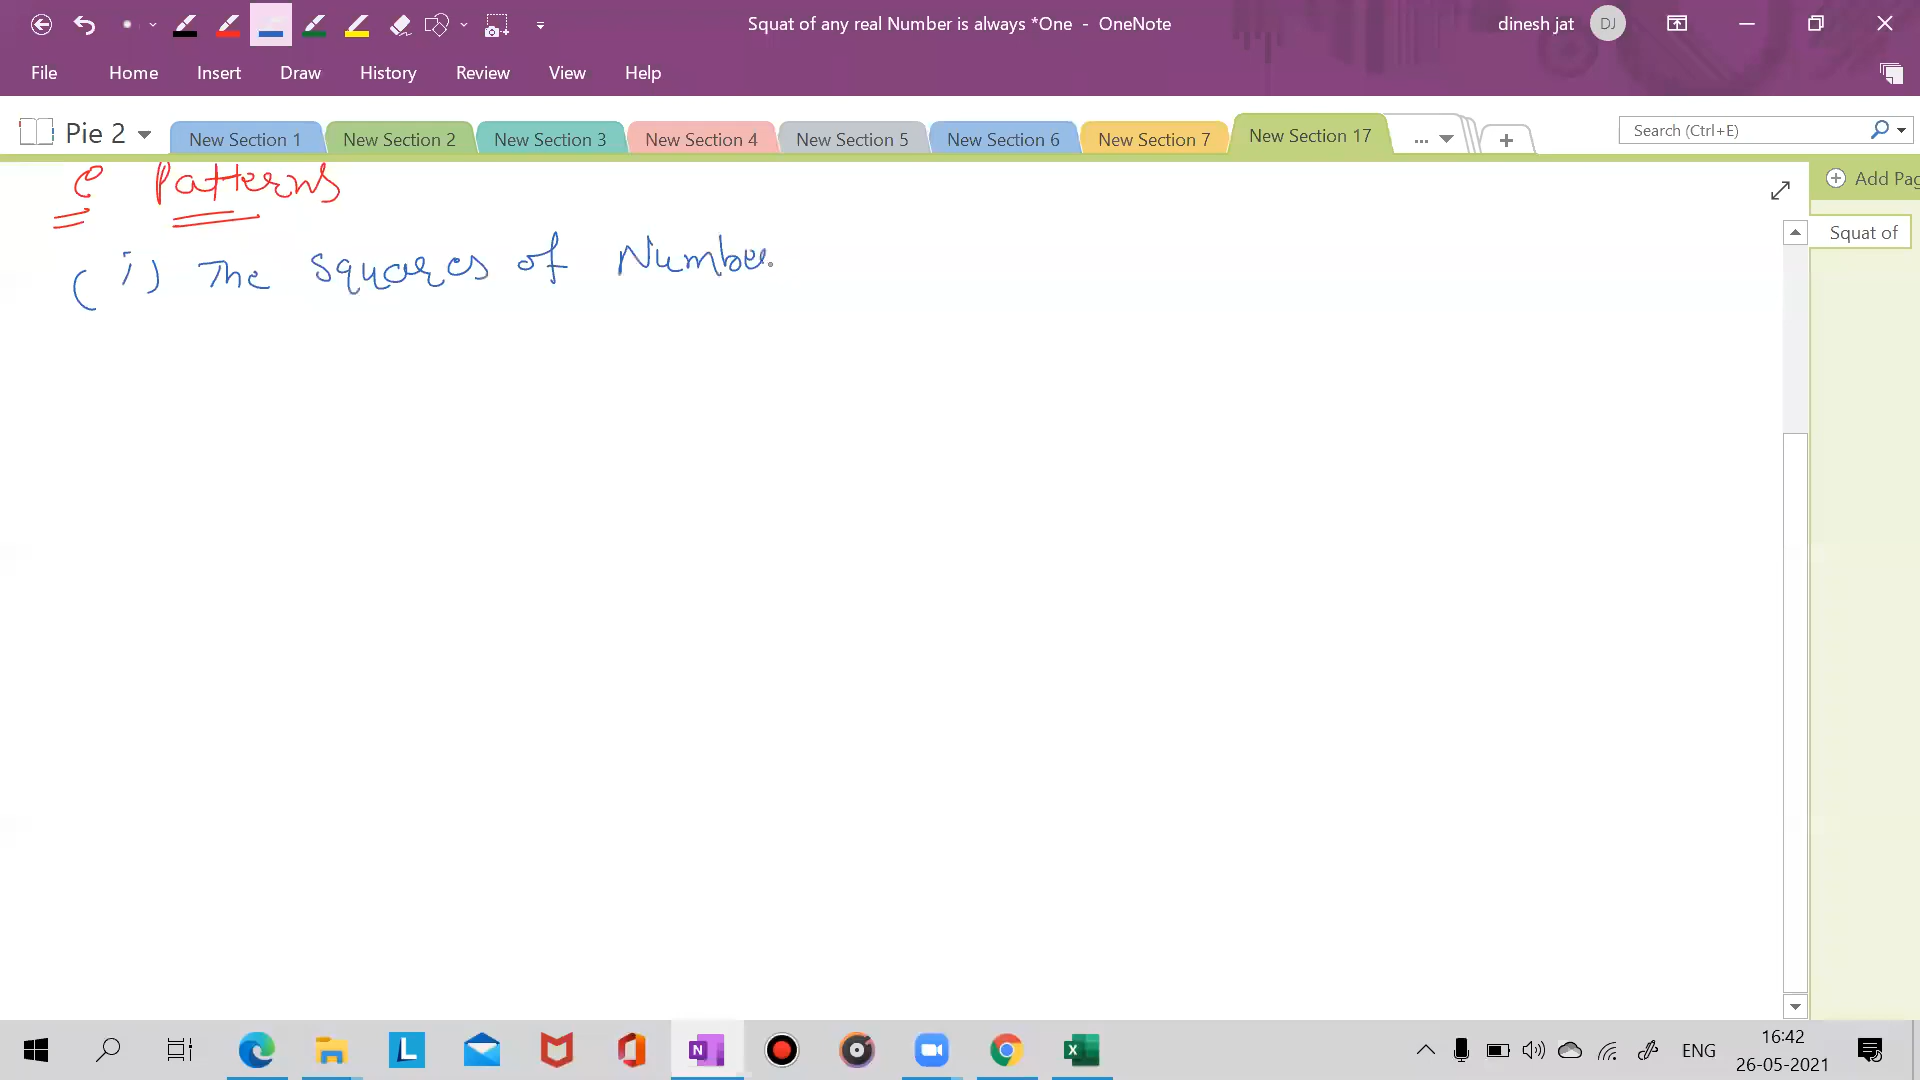 Squat of any real Number is always *One - OneNote
dinesh jat
DJ
File Home Insert Draw History Review View Help
Pie 2
New Section 1 New Section 2 New Section 3 New Section 4 New Section 5 New Section 6 New Section 7 New Section 17 ...
Search (Ctrl+E)
e Patterns
Add Pag
Squat of
(i) The squares of Number
L
N
X
ENG
16:42
26-05-2021